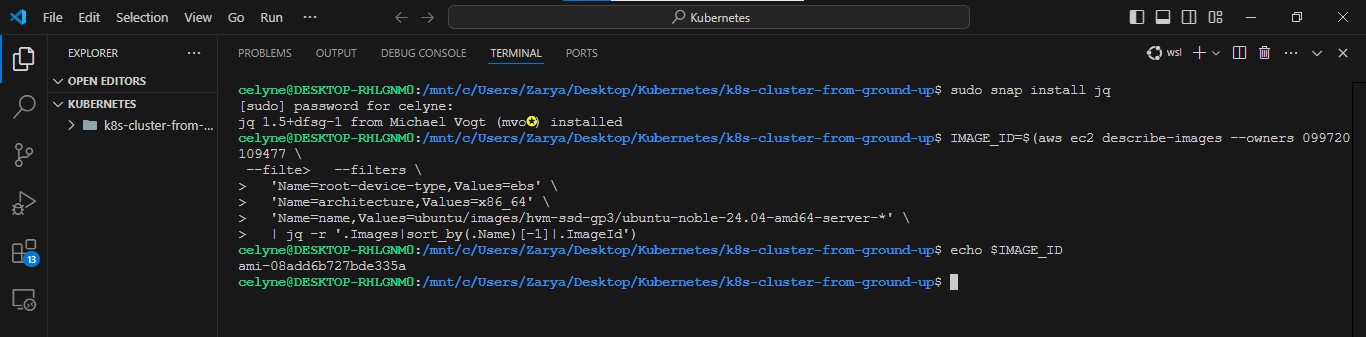 File Edit Selection View Go Run ···
Kubernetes
EXPLORER ···
OPEN EDITORS
KUBERNETES
k8s-cluster-from-...
13
PROBLEMS OUTPUT DEBUG CONSOLE TERMINAL PORTS
wsl
celyne@DESKTOP-RHLGNM0:/mnt/c/Users/Zarya/Desktop/Kubernetes/k8s-cluster-from-ground-up$ sudo snap install jq
[sudo] password for celyne:
jq 1.5+dfsg-1 from Michael Vogt (mvo✪) installed
celyne@DESKTOP-RHLGNM0:/mnt/c/Users/Zarya/Desktop/Kubernetes/k8s-cluster-from-ground-up$ IMAGE_ID=$(aws ec2 describe-images --owners 099720
109477 \
 --filte>   --filters \
>   'Name=root-device-type,Values=ebs' \
>   'Name=architecture,Values=x86_64' \
>   'Name=name,Values=ubuntu/images/hvm-ssd-gp3/ubuntu-noble-24.04-amd64-server-*' \
>   | jq -r '.Images|sort_by(.Name)[-1]|.ImageId')
celyne@DESKTOP-RHLGNM0:/mnt/c/Users/Zarya/Desktop/Kubernetes/k8s-cluster-from-ground-up$ echo $IMAGE_ID
ami-08add6b727bde335a
celyne@DESKTOP-RHLGNM0:/mnt/c/Users/Zarya/Desktop/Kubernetes/k8s-cluster-from-ground-up$